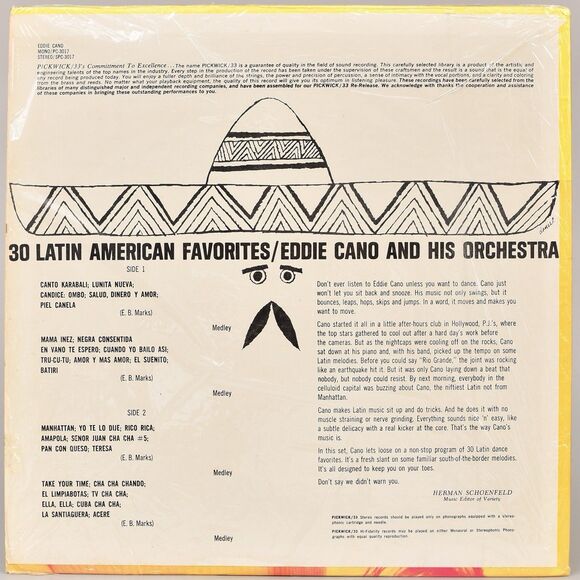 EDDIE CANO
MONO/PC-3017
STEREO/SPC-3017
PICKWICK/33's Committment To Excellence... The name PICKWICK/33 is a guarantee of quality in the field of sound recording. This carefully selected library is a product of the artistic and
engineering talents of the top names in the industry. Every step in the production of the record has been taken under the supervision of these craftsmen and the result is a sound that is the equal of
any record being produced today. You will enjoy a fuller depth and brilliance of the strings, the power and precision of percussion, a sense of intimacy with the vocal portions, and a clarity and coloring
from the brass and reeds. No matter what your playback equipment, the quality of this record will give you its optimum in listening pleasure. These recordings have been carefully selected from the
libraries of many distinguished major and independent recording companies, and have been assembled for our PICKWICK/33 Re-Release. We acknowledge with thanks the cooperation and assistance
of these companies in bringing these outstanding performances to you.
30 LATIN AMERICAN FAVORITES/EDDIE CANO AND HIS ORCHESTRA
SIDE 1
CANTO KARABALI; LUNITA NUEVA;
CANDICE: OMBO; SALUD, DINERO Y AMOR;
PIEL CANELA
(E. B. Marks)
Medley
MAMA INEZ; NEGRA CONSENTIDA
EN VANO TE ESPERO; CUANDO YO BAILO ASI;
TRU-CU-TU; AMOR Y MAS AMOR; EL SUENITO;
BATIRI
(E. B. Marks)
Medley
SIDE 2
MANHATTAN; YO TE LO DUE; RICO RICA;
AMAPOLA; SENOR JUAN CHA CHA #5;
PAN CON QUESO; TERESA
(E. B. Marks)
Medley
TAKE YOUR TIME; CHA CHA CHANDO;
EL LIMPIABOTAS; TV CHA CHA;
ELLA, ELLA; CUBA CHA CHA;
LA SANTIAGUERA; ACERE
(E. B. Marks)
Medley
Don't ever listen to Eddie Cano unless you want to dance. Cano just
won't let you sit back and snooze. His music not only swings, but it
bounces, leaps, hops, skips and jumps. In a word, it moves and makes you
want to move.
Cano started it all in a little after-hours club in Hollywood, P.J.'s, where
the top stars gathered to cool out after a hard day's work before
the cameras. But as the nightcaps were cooling off on the rocks, Cano
sat down at his piano and, with his band, picked up the tempo on some
Latin melodies. Before you could say "Rio Grande," the joint was rocking
like an earthquake hit it. But it was only Cano laying down a beat that
nobody, but nobody could resist. By next morning, everybody in the
celluloid capital was buzzing about Cano, the niftiest Latin not from
Manhattan.
Cano makes Latin music sit up and do tricks. And he does it with no
muscle straining or nerve grinding. Everything sounds nice 'n' easy, like
a subtle delicacy with a real kicker at the core. That's the way Cano's
music is.
In this set, Cano lets loose on a non-stop program of 30 Latin dance
favorites. It's a fresh slant on some familiar south-of-the-border melodies.
It's all designed to keep you on your toes.
Don't say we didn't warn you.
HERMAN SCHOENFELD
Music Editor of Variety
PICKWICK/33 Stereo records should be played only on phonographs equipped with a stereo-
phonic cartridge and needle.
PICKWICK/33 Hi-Fidelity records may be played on either Monaural or Stereophonic Phono-
graphs with equal quality reproduction.